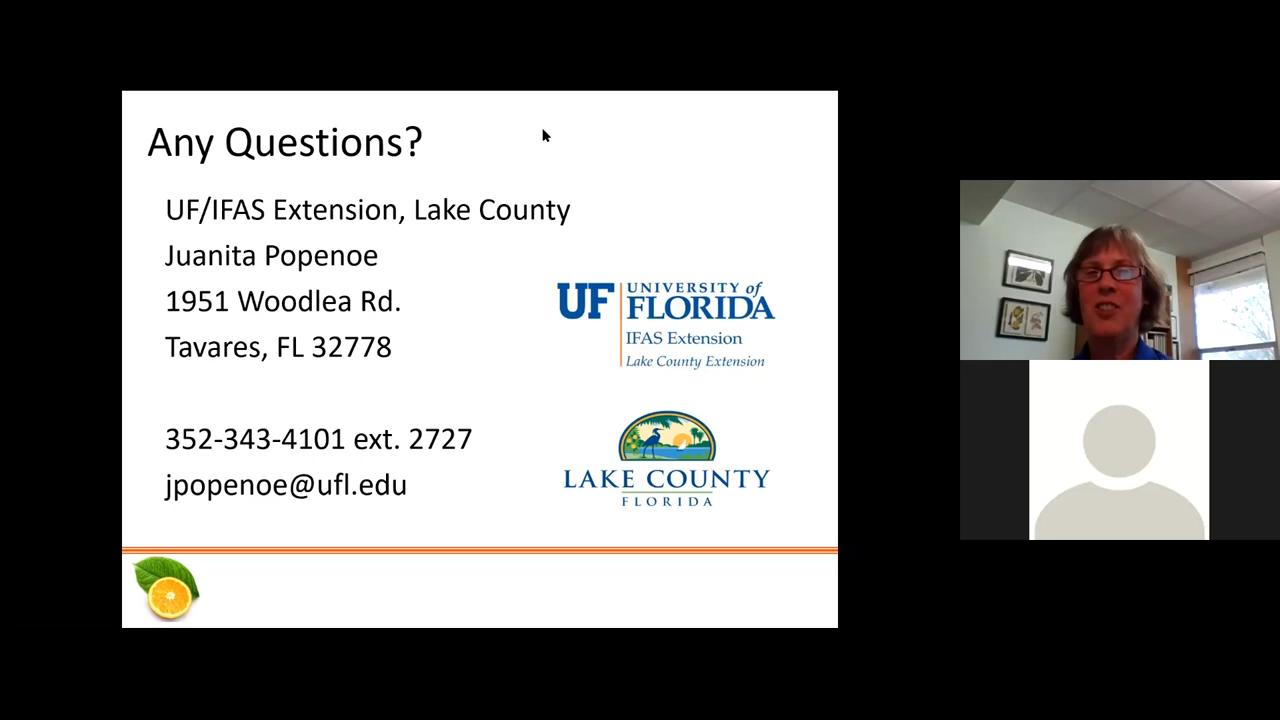 Any Questions?
UF/IFAS Extension, Lake County
Juanita Popenoe
1951 Woodlea Rd.
Tavares, FL 32778
352-343-4101 ext. 2727
jpopenoe@ufl.edu
UF UNIVERSITY of
FLORIDA
IFAS Extension
Lake County Extension
LAKE COUNTY
FLORIDA